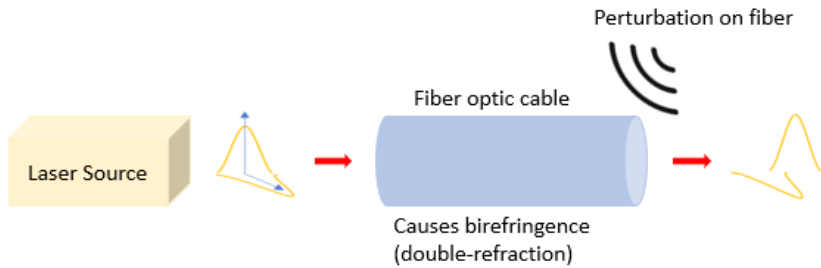 Perturbation on fiber
Fiber optic cable
Laser Source
Causes birefringence
(double-refraction)